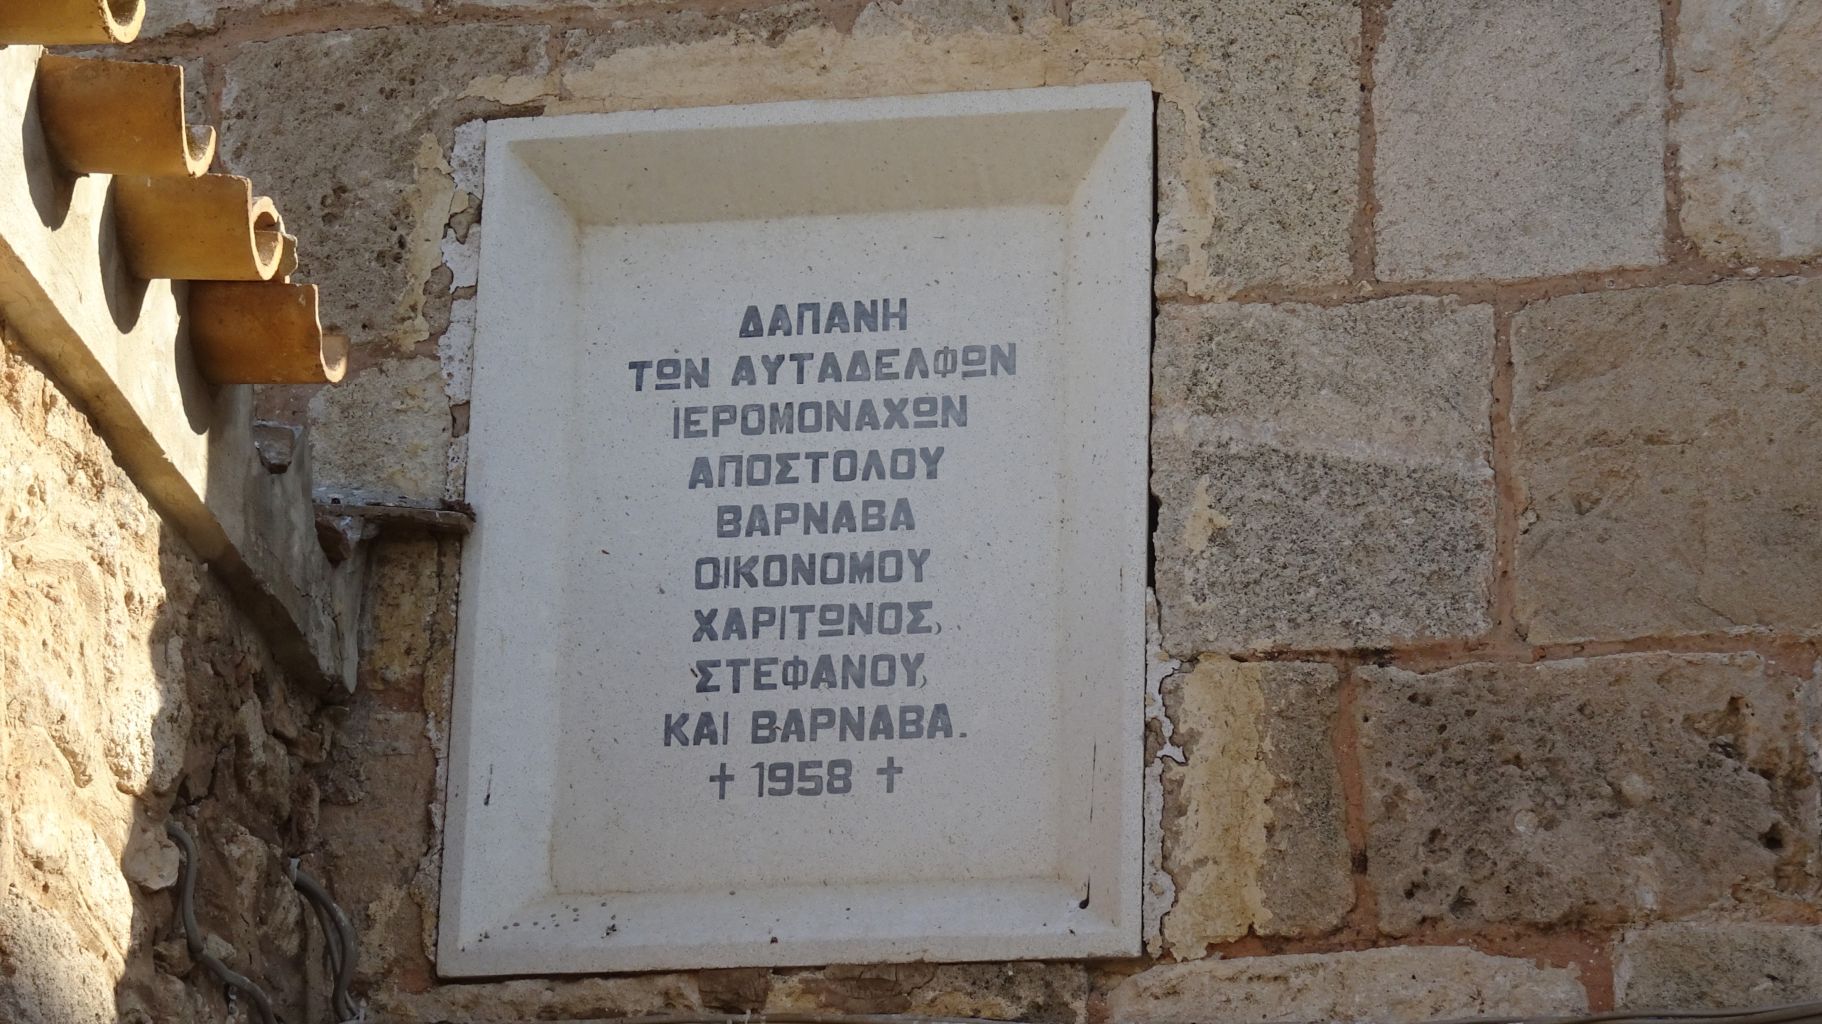 ΔΑΠΑΝΗ
ΤΩΝ ΑΥΤΑΔΕΛΦΩΝ
ΙΕΡΟΜΟΝΑΧΩΝ
ΑΠΟΣΤΟΛΟΥ
ΒΑΡΝΑΒΑ
ΟΙΚΟΝΟΜΟΥ
ΧΑΡΙΤΩΝΟΣ,
ΣΤΕΦΑΝΟΥ,
ΚΑΙ ΒΑΡΝΑΒΑ.
✝ 1958 ✝